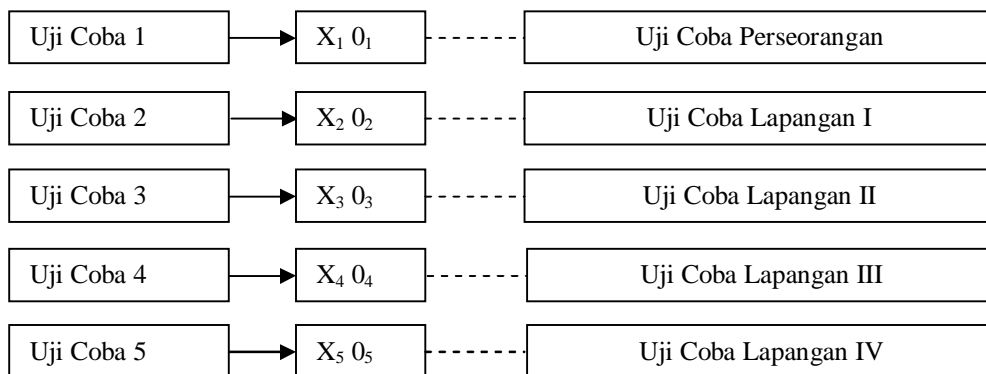 Uji Coba 1 X₁ 0₁ Uji Coba Perseorangan
Uji Coba 2 X₂ 0₂ Uji Coba Lapangan I
Uji Coba 3 X₃ 0₃ Uji Coba Lapangan II
Uji Coba 4 X₄ 0₄ Uji Coba Lapangan III
Uji Coba 5 X₅ 0₅ Uji Coba Lapangan IV